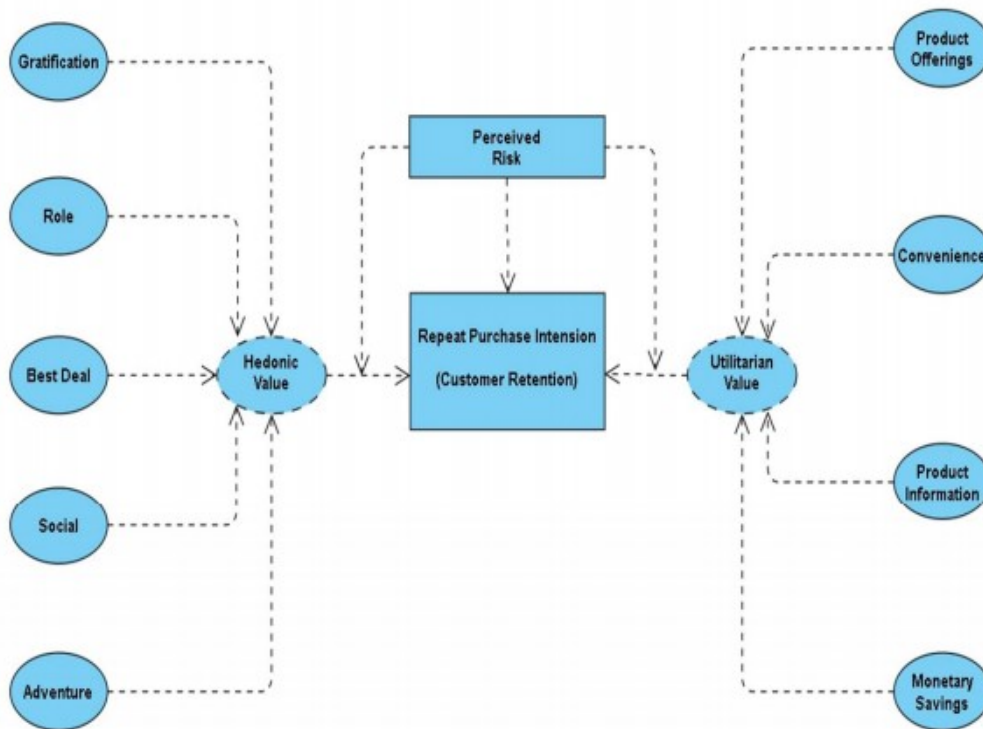 Gratification
Product
Offerings
Perceived
Risk
Role
Convenience
Repeat Purchase Intension
(Customer Retention)
Best Deal
Hedonic
Value
Utilitarian
Value
Social
Product
Information
Adventure
Monetary
Savings